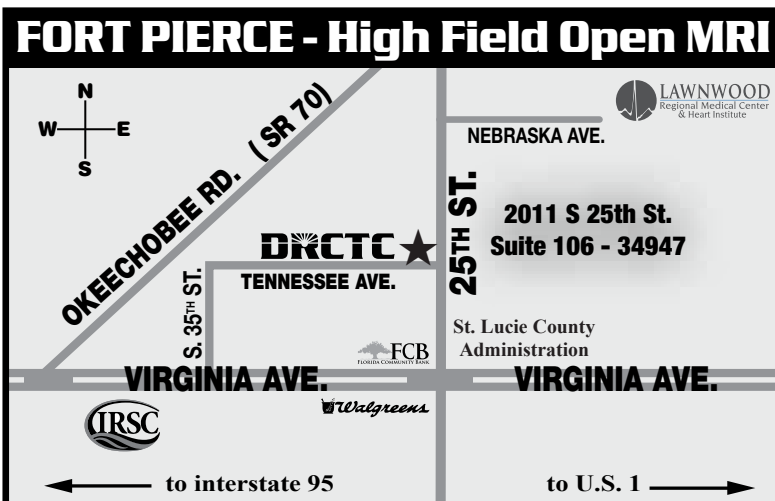 FORT PIERCE - High Field Open MRI
N
W E
S
OKEECHOBEE RD. ( SR 70)
LAWNWOOD
Regional Medical Center
& Heart Institute
NEBRASKA AVE.
25TH ST.
2011 S 25th St.
Suite 106 - 34947
DRCTC
TENNESSEE AVE.
S. 35TH ST.
St. Lucie County
Administration
FCB
FLORIDA COMMUNITY BANK
VIRGINIA AVE.
VIRGINIA AVE.
IRSC
Walgreens
to interstate 95
to U.S. 1